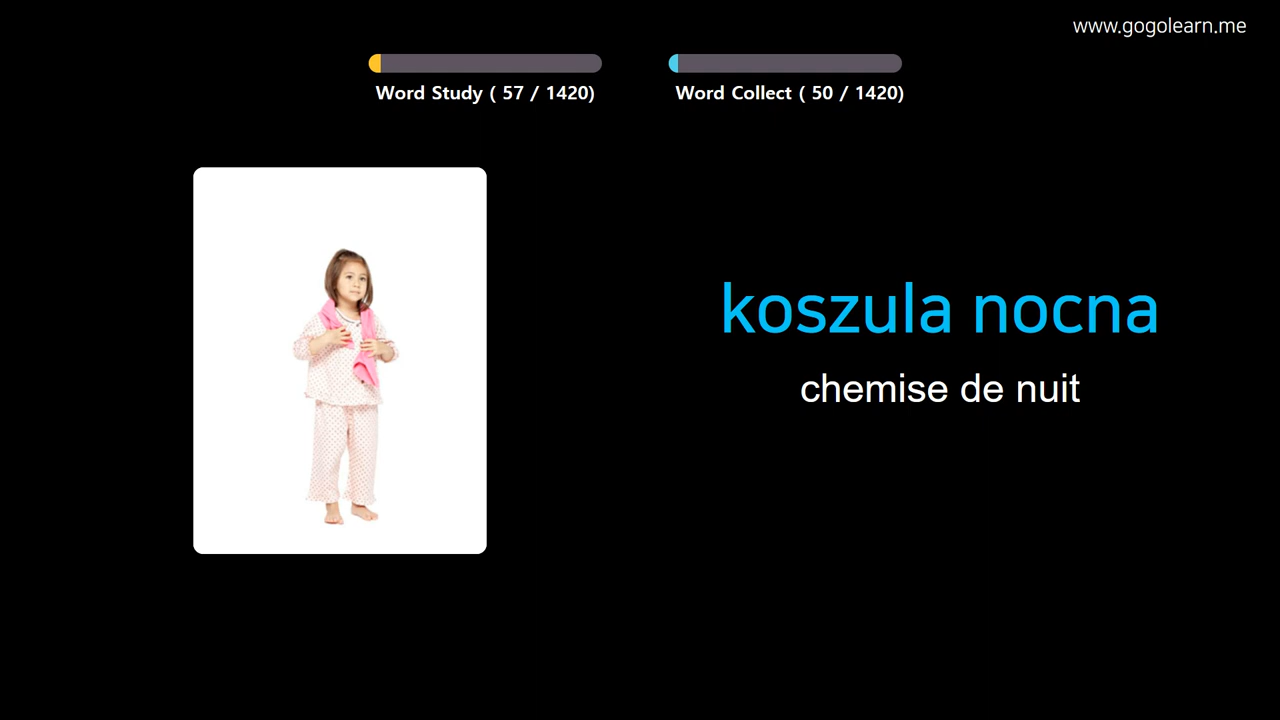 www.gogolearn.me
Word Study ( 57 / 1420)
Word Collect ( 50 / 1420)
koszula nocna
chemise de nuit